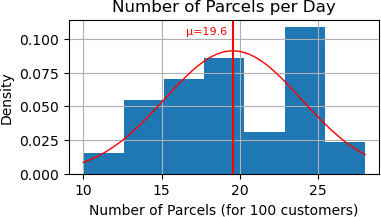 Number of Parcels per Day
μ=19.6
0.100
0.075
0.050
0.025
0.000
Density
10 15 20 25
Number of Parcels (for 100 customers)